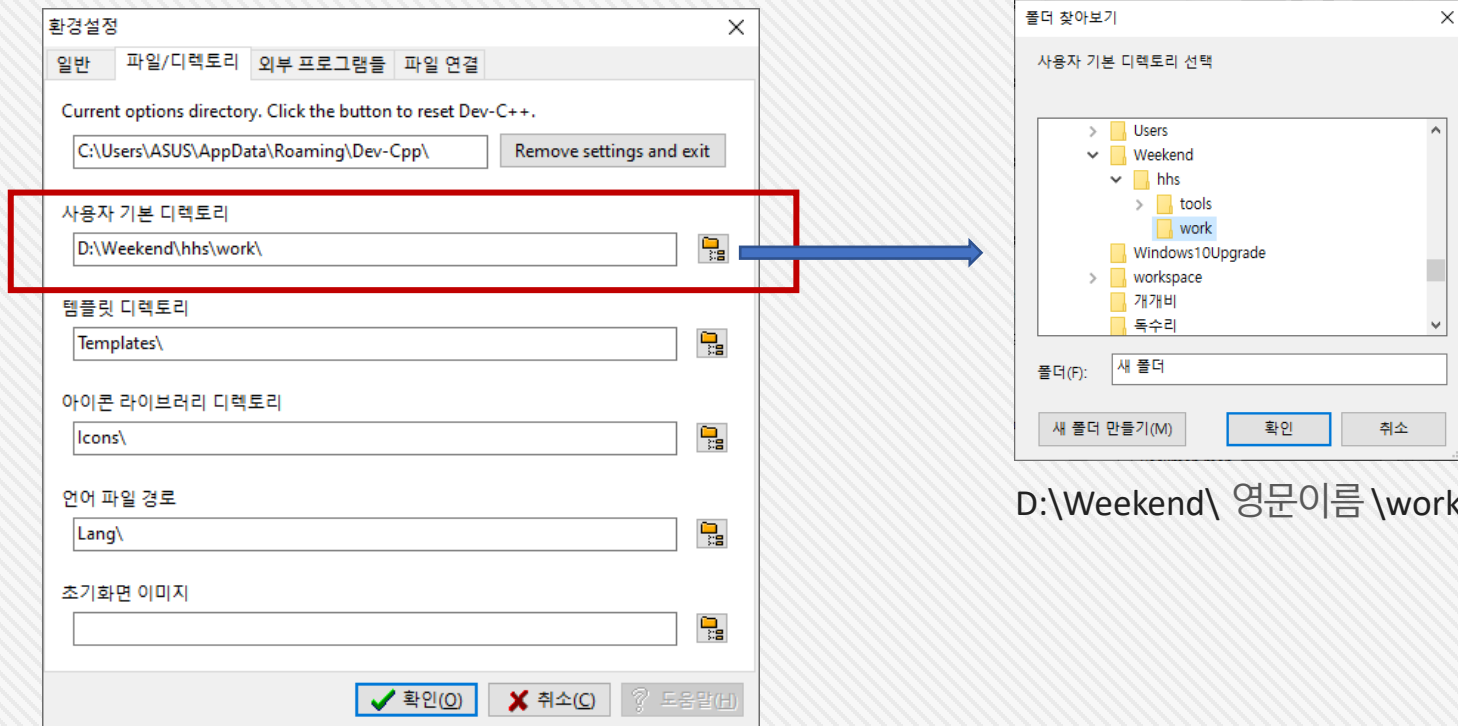 환경설정
일반 파일/디렉토리 외부 프로그램들 파일 연결
Current options directory. Click the button to reset Dev-C++.
C:\Users\ASUS\AppData\Roaming\Dev-Cpp\ Remove settings and exit
사용자 기본 디렉토리
D:\Weekend\hhs\work\
템플릿 디렉토리
Templates\
아이콘 라이브러리 디렉토리
Icons\
언어 파일 경로
Lang\
초기화면 이미지
확인(O) 취소(C) 도움말(H)
폴더 찾아보기
사용자 기본 디렉토리 선택
Users
Weekend
hhs
tools
work
Windows10Upgrade
workspace
개개비
독수리
폴더(F): 새 폴더
새 폴더 만들기(M) 확인 취소
D:\Weekend\ 영문이름 \work